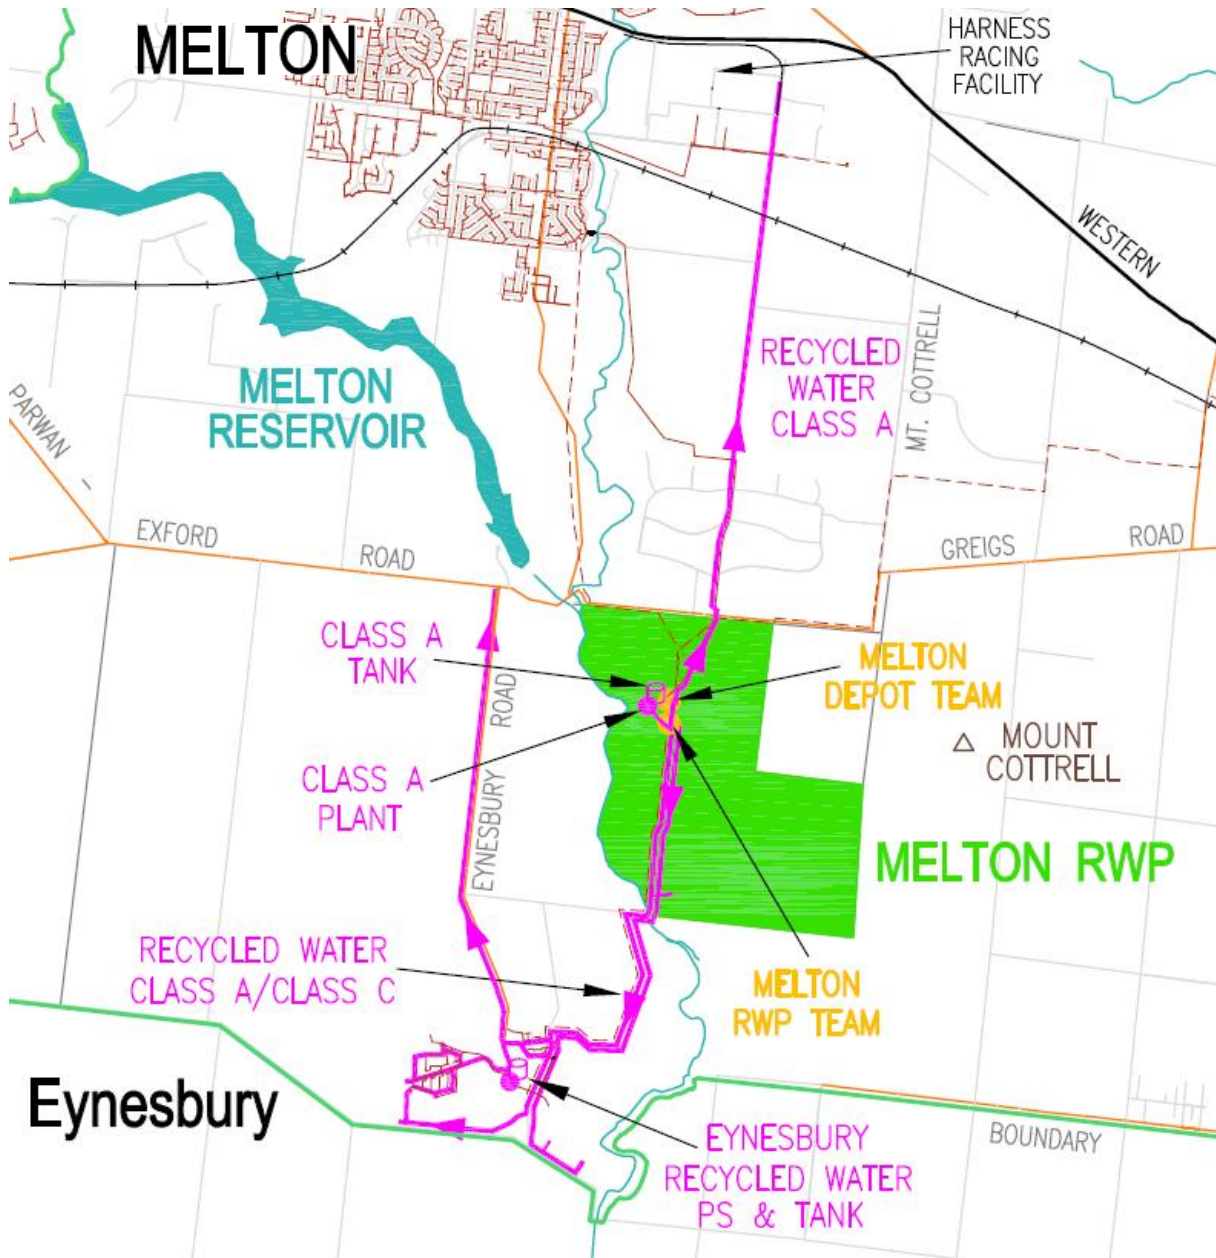 MELTON
HARNESS
RACING
FACILITY
WESTERN
RECYCLED
WATER
CLASS A
MT. COTTRELL
MELTON
RESERVOIR
PARWAN
EXFORD
ROAD
GREIGS
ROAD
CLASS A
TANK
MELTON
DEPOT TEAM
EYNESBURY
ROAD
MOUNT
COTTRELL
CLASS A
PLANT
MELTON RWP
RECYCLED WATER
CLASS A/CLASS C
MELTON
RWP TEAM
Eynesbury
EYNESBURY
RECYCLED WATER
PS & TANK
BOUNDARY